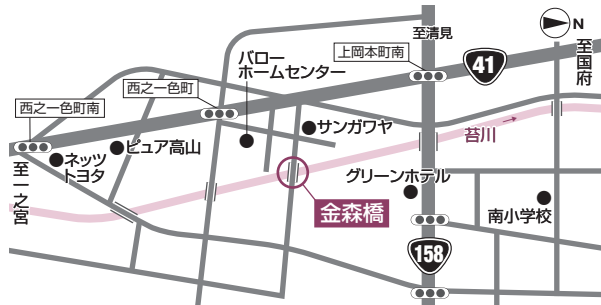 至清見
N
上岡本町南
41
至国府
バロー
ホームセンター
西之一色町
西之一色町南
サンガワヤ
苔川
→
ピュア高山
ネッツ
トヨタ
至一之宮
グリーンホテル
南小学校
金森橋
158